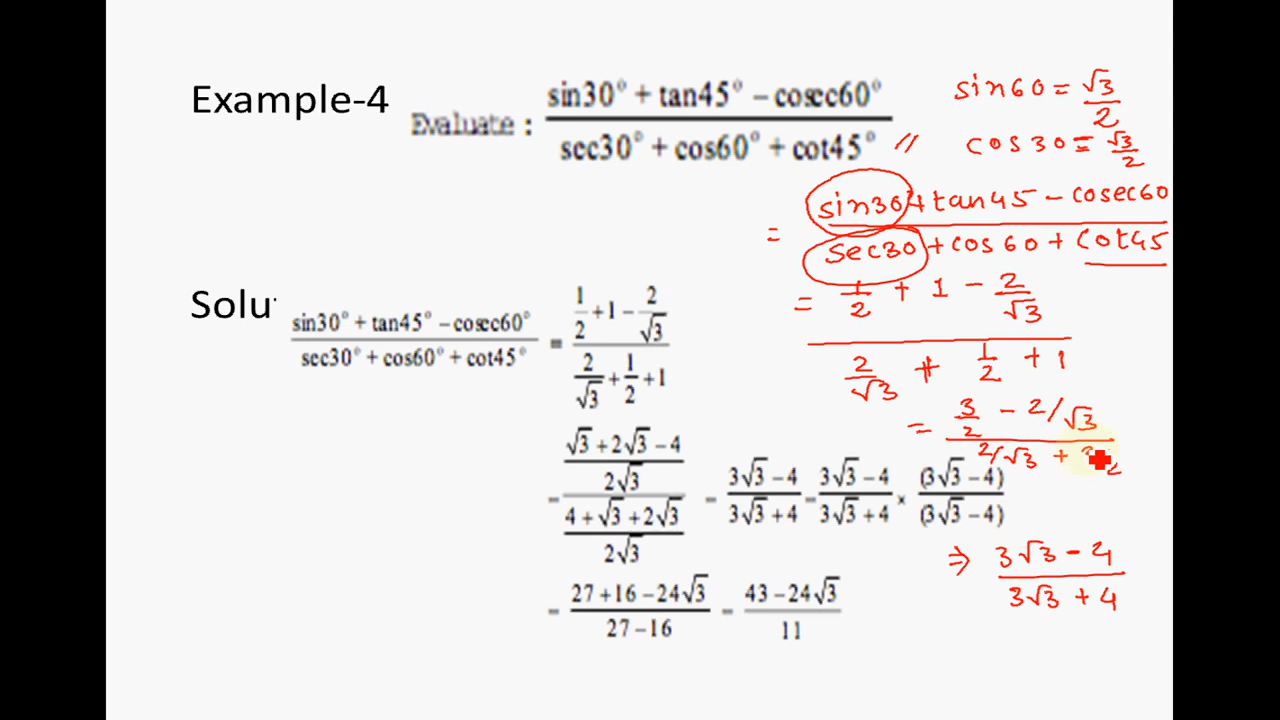 Example-4
Evaluate : (sin30° + tan45° − cosec60°) / (sec30° + cos60° + cot45°) //
sin60 = √3/2
cos30 = √3/2
= (sin30 + tan45 − cosec60) / (sec30 + cos60 + cot45)
= (1/2 + 1 − 2/√3) / (2/√3 + 1/2 + 1)
= (3/2 − 2/√3) / (2/√3 +
⇒ (3√3 − 4) / (3√3 + 4)
Solu
(sin30° + tan45° − cosec60°) / (sec30° + cos60° + cot45°) = (1/2 + 1 − 2/√3) / (2/√3 + 1/2 + 1)
= ((√3 + 2√3 − 4) / 2√3) / ((4 + √3 + 2√3) / 2√3) = (3√3 − 4) / (3√3 + 4) = (3√3 − 4) / (3√3 + 4) × (3√3 − 4) / (3√3 − 4)
= (27 + 16 − 24√3) / (27 − 16) = (43 − 24√3) / 11